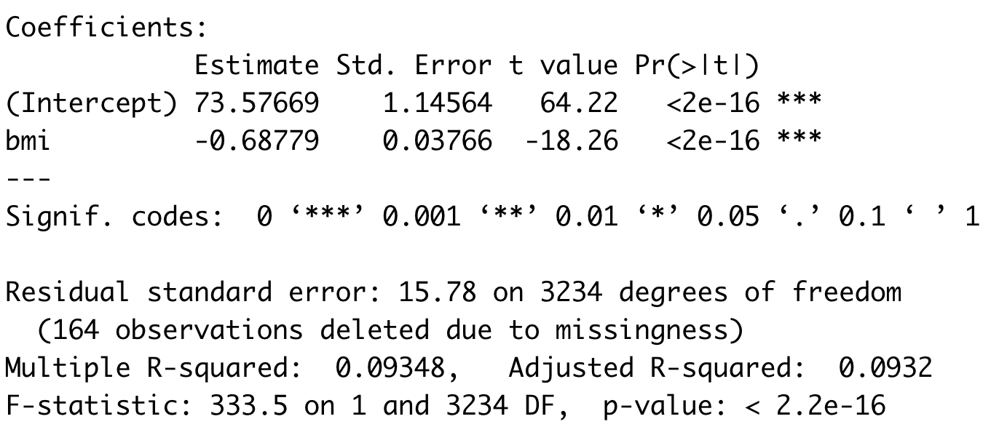 Coefficients:
            Estimate Std. Error t value Pr(>|t|)
(Intercept) 73.57669    1.14564   64.22   <2e-16 ***
bmi         -0.68779    0.03766  -18.26   <2e-16 ***
---
Signif. codes:  0 ‘***’ 0.001 ‘**’ 0.01 ‘*’ 0.05 ‘.’ 0.1 ‘ ’ 1

Residual standard error: 15.78 on 3234 degrees of freedom
  (164 observations deleted due to missingness)
Multiple R-squared:  0.09348,   Adjusted R-squared:  0.0932
F-statistic: 333.5 on 1 and 3234 DF,  p-value: < 2.2e-16